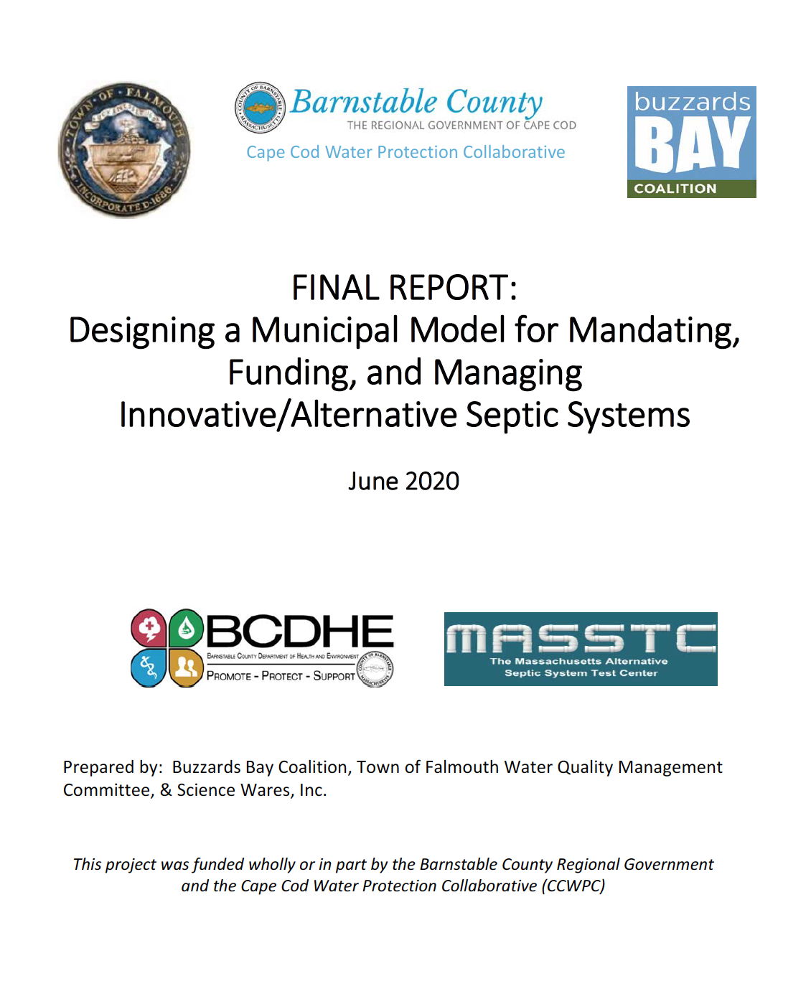 TOWN OF FALMOUTH
INCORPORATED 1686
COUNTY OF BARNSTABLE
MASSACHUSETTS
Barnstable County
THE REGIONAL GOVERNMENT OF CAPE COD
Cape Cod Water Protection Collaborative
buzzards
BAY
COALITION
FINAL REPORT:
Designing a Municipal Model for Mandating,
Funding, and Managing
Innovative/Alternative Septic Systems
June 2020
BCDHE
BARNSTABLE COUNTY DEPARTMENT OF HEALTH AND ENVIRONMENT
PROMOTE - PROTECT - SUPPORT
COUNTY OF BARNSTABLE
MASSACHUSETTS
MASSTC
The Massachusetts Alternative
Septic System Test Center
Prepared by:  Buzzards Bay Coalition, Town of Falmouth Water Quality Management
Committee, & Science Wares, Inc.
This project was funded wholly or in part by the Barnstable County Regional Government
and the Cape Cod Water Protection Collaborative (CCWPC)